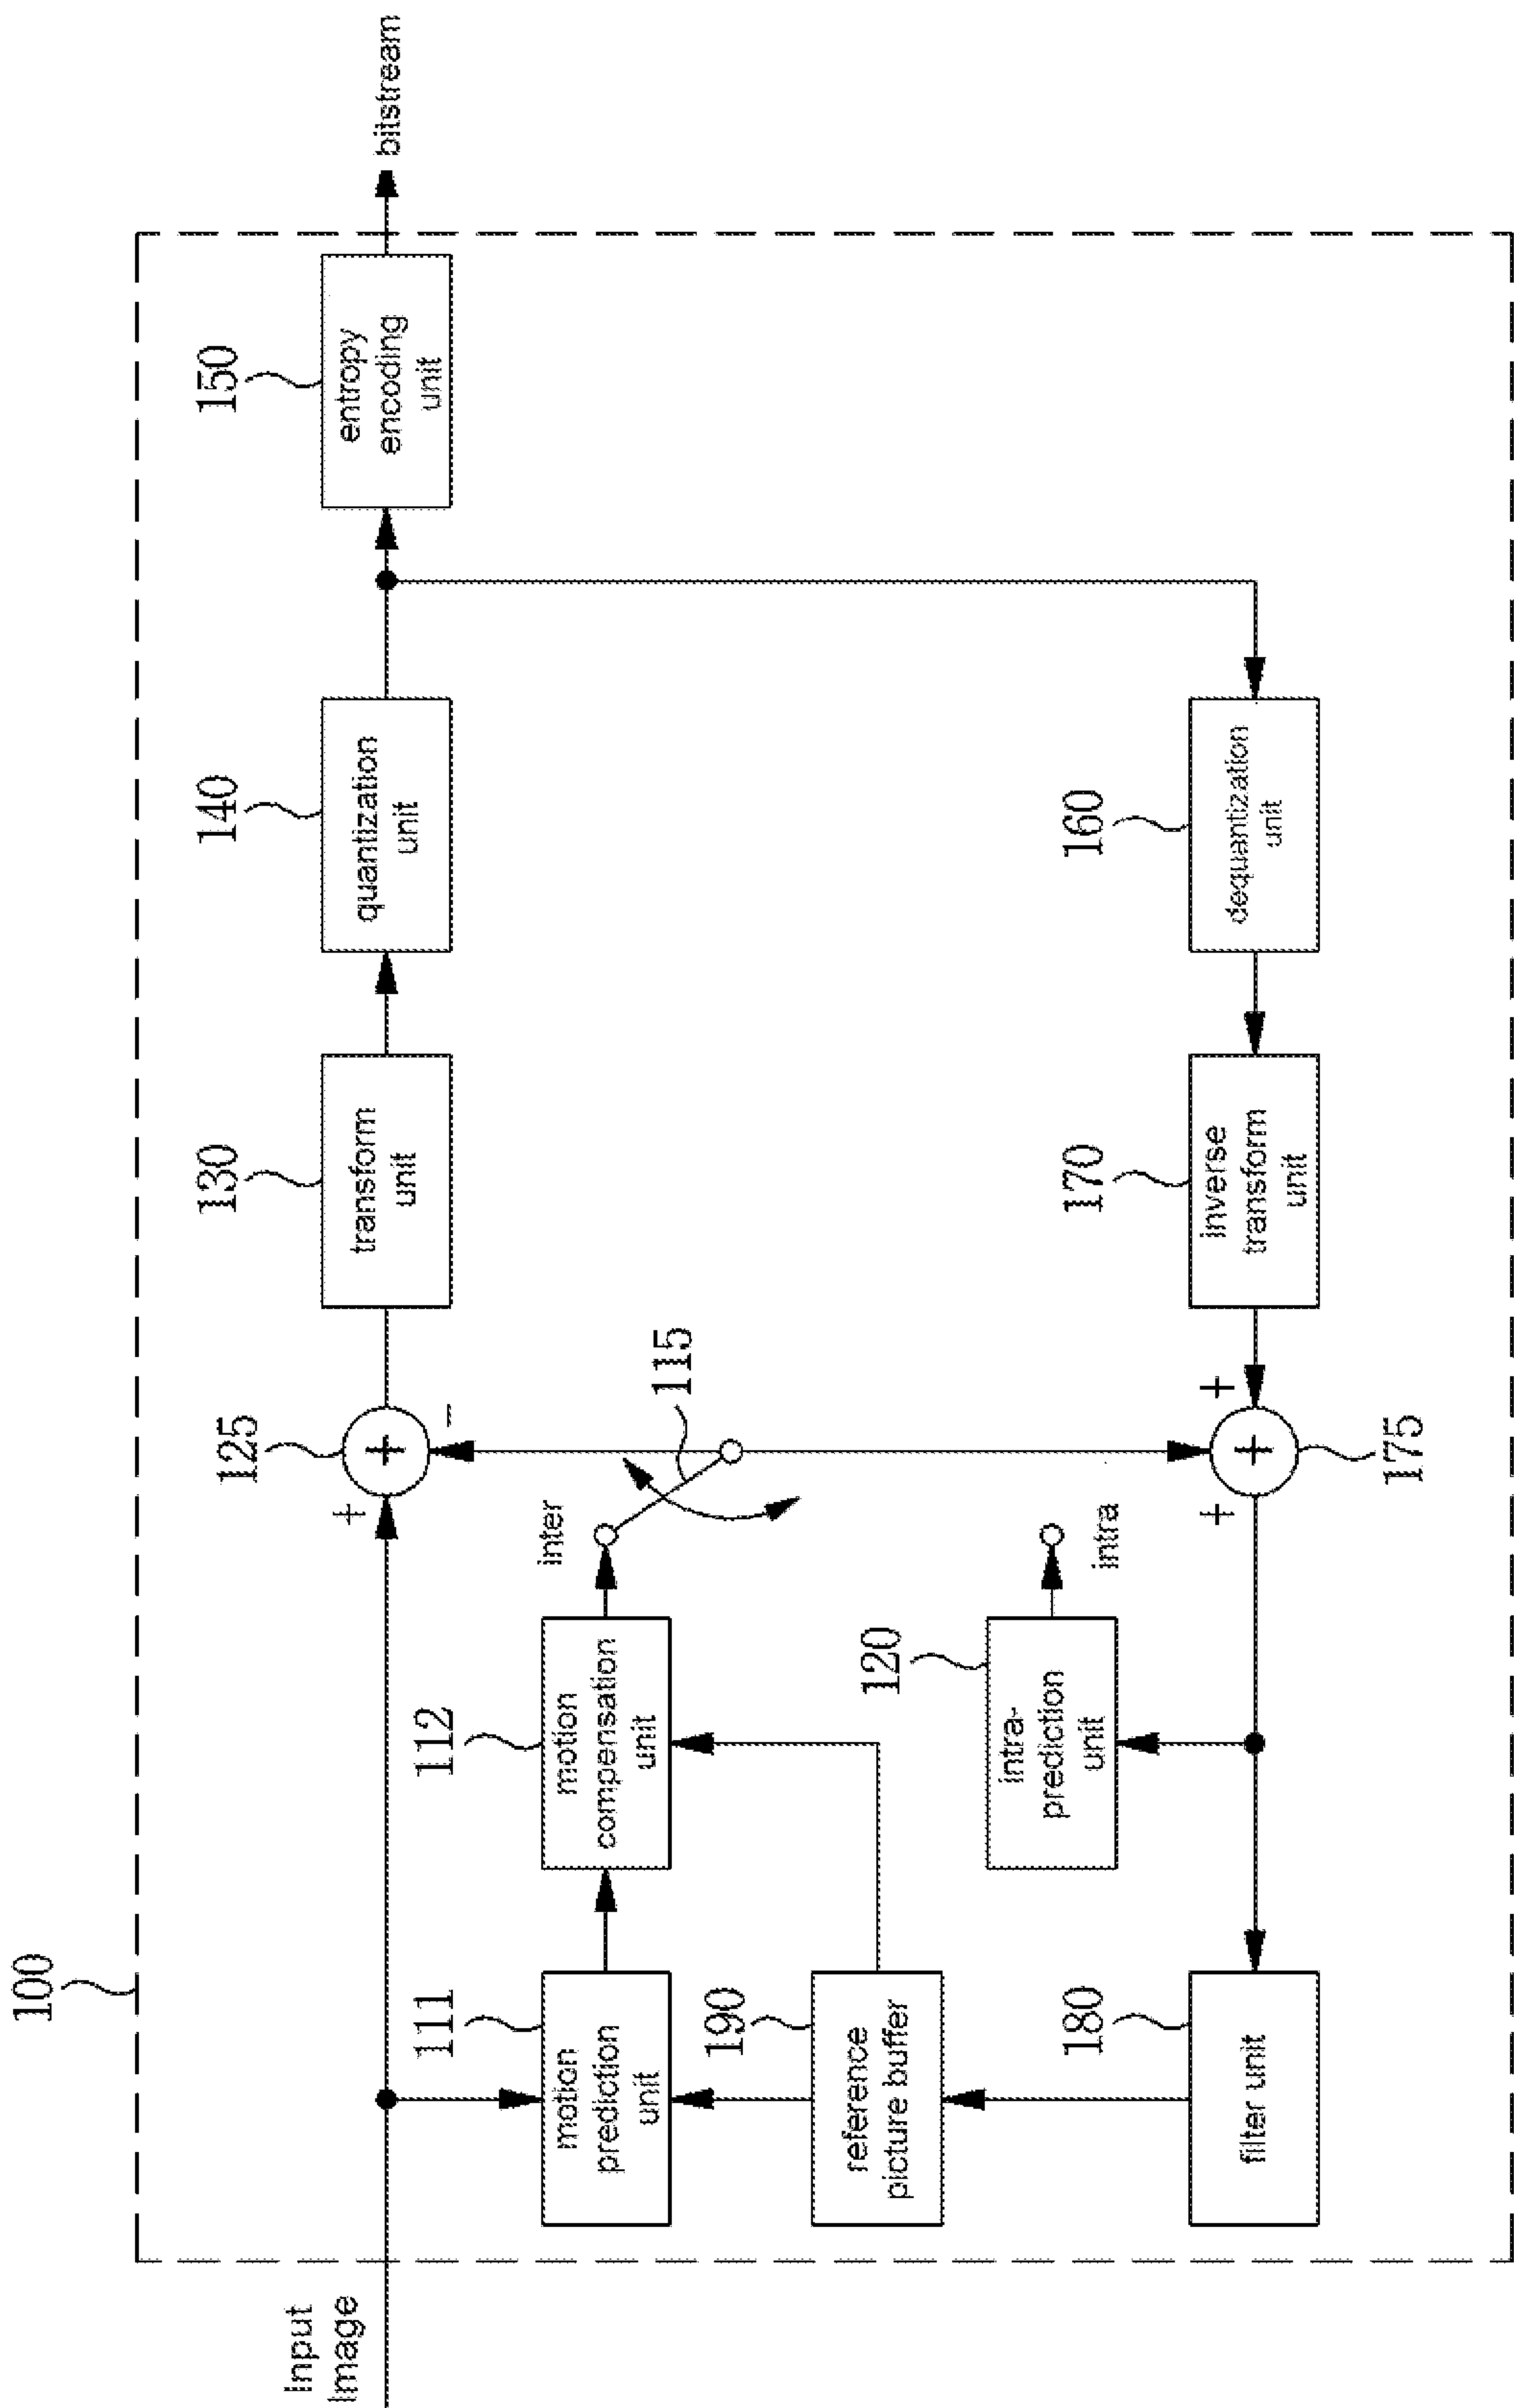 100
Input
Image
125
+
+
-
130
transform
unit
140
quantization
unit
150
entropy
encoding
unit
bitstream
111
motion
prediction
unit
112
motion
compensation
unit
inter
115
190
reference
picture buffer
120
intra-
prediction
unit
intra
180
filter unit
+
+
+
175
170
inverse
transform
unit
160
dequantization
unit